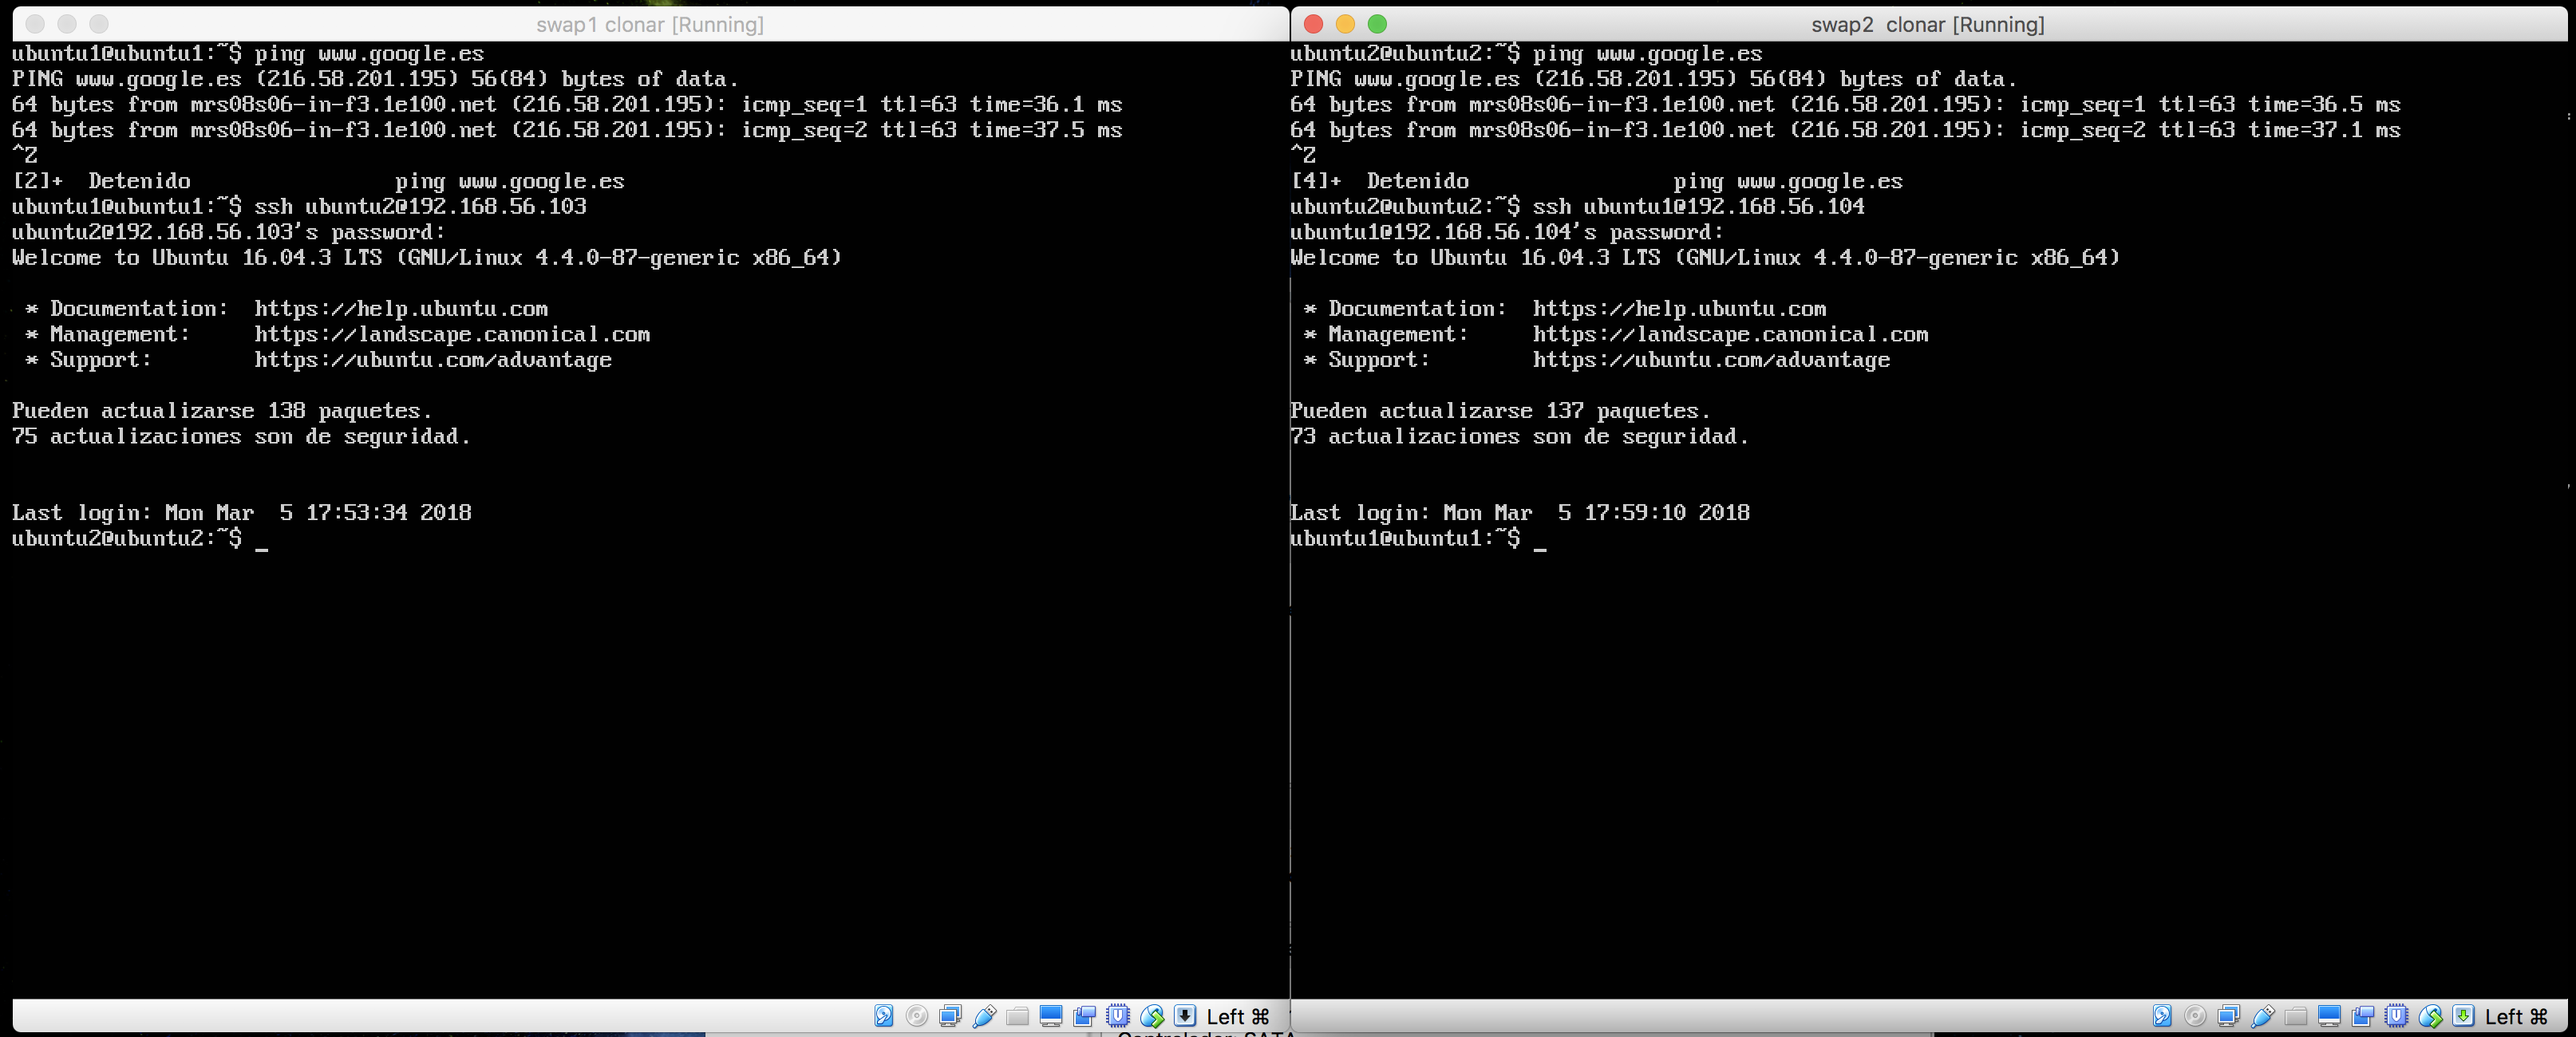 swap1 clonar [Running]
ubuntu1@ubuntu1:~$ ping www.google.es
PING www.google.es (216.58.201.195) 56(84) bytes of data.
64 bytes from mrs08s06-in-f3.1e100.net (216.58.201.195): icmp_seq=1 ttl=63 time=36.1 ms
64 bytes from mrs08s06-in-f3.1e100.net (216.58.201.195): icmp_seq=2 ttl=63 time=37.5 ms
^Z
[2]+  Detenido                ping www.google.es
ubuntu1@ubuntu1:~$ ssh ubuntu2@192.168.56.103
ubuntu2@192.168.56.103's password:
Welcome to Ubuntu 16.04.3 LTS (GNU/Linux 4.4.0-87-generic x86_64)
 * Documentation:  https://help.ubuntu.com
 * Management:     https://landscape.canonical.com
 * Support:        https://ubuntu.com/advantage
Pueden actualizarse 138 paquetes.
75 actualizaciones son de seguridad.
Last login: Mon Mar  5 17:53:34 2018
ubuntu2@ubuntu2:~$ _
Left ⌘
swap2  clonar [Running]
ubuntu2@ubuntu2:~$ ping www.google.es
PING www.google.es (216.58.201.195) 56(84) bytes of data.
64 bytes from mrs08s06-in-f3.1e100.net (216.58.201.195): icmp_seq=1 ttl=63 time=36.5 ms
64 bytes from mrs08s06-in-f3.1e100.net (216.58.201.195): icmp_seq=2 ttl=63 time=37.1 ms
^Z
[4]+  Detenido                ping www.google.es
ubuntu2@ubuntu2:~$ ssh ubuntu1@192.168.56.104
ubuntu1@192.168.56.104's password:
Welcome to Ubuntu 16.04.3 LTS (GNU/Linux 4.4.0-87-generic x86_64)
 * Documentation:  https://help.ubuntu.com
 * Management:     https://landscape.canonical.com
 * Support:        https://ubuntu.com/advantage
Pueden actualizarse 137 paquetes.
73 actualizaciones son de seguridad.
Last login: Mon Mar  5 17:59:10 2018
ubuntu1@ubuntu1:~$ _
Left ⌘